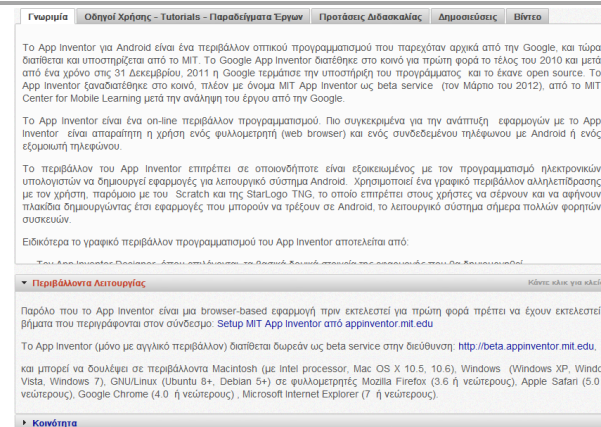 Γνωριμία Οδηγοί Χρήσης - Tutorials - Παραδείγματα Έργων Προτάσεις Διδασκαλίας Δημοσιεύσεις Βίντεο
Το App Inventor για Android είναι ένα περιβάλλον οπτικού προγραμματισμού που παρεχόταν αρχικά από την Google, και τώρα
διατίθεται και υποστηρίζεται από το MIT. Το Google App Inventor διατέθηκε στο κοινό για πρώτη φορά το τέλος του 2010 και μετά
από ένα χρόνο στις 31 Δεκεμβρίου, 2011 η Google τερμάτισε την υποστήριξη του προγράμματος και το έκανε open source. Το
App Inventor ξαναδιατέθηκε στο κοινό, πλέον με όνομα MIT App Inventor ως beta service (τον Μάρτιο του 2012), από το MIT
Center for Mobile Learning μετά την ανάληψη του έργου από την Google.
Το App Inventor είναι ένα on-line περιβάλλον προγραμματισμού. Πιο συγκεκριμένα για την ανάπτυξη εφαρμογών με το App
Inventor είναι απαραίτητη η χρήση ενός φυλλομετρητή (web browser) και ενός συνδεδεμένου τηλεφώνου με Android ή ενός
εξομοιωτή τηλεφώνου.
Το περιβάλλον του App Inventor επιτρέπει σε οποιονδήποτε είναι εξοικειωμένος με τον προγραμματισμό ηλεκτρονικών
υπολογιστών να δημιουργεί εφαρμογές για λειτουργικό σύστημα Android. Χρησιμοποιεί ένα γραφικό περιβάλλον αλληλεπίδρασης
με τον χρήστη, παρόμοιο με του Scratch και της StarLogo TNG, το οποίο επιτρέπει στους χρήστες να σέρνουν και να αφήνουν
πλακίδια δημιουργώντας έτσι εφαρμογές που μπορούν να τρέξουν σε Android, το λειτουργικό σύστημα σήμερα πολλών φορητών
συσκευών.
Ειδικότερα το γραφικό περιβάλλον προγραμματισμού του App Inventor αποτελείται από:
Περιβάλλοντα Λειτουργίας Κάντε κλικ για κλεί
Παρόλο που το App Inventor είναι μια browser-based εφαρμογή πριν εκτελεστεί για πρώτη φορά πρέπει να έχουν εκτελεστεί
βήματα που περιγράφονται στον σύνδεσμο: Setup MIT App Inventor από appinventor.mit.edu
Το App Inventor (μόνο με αγγλικό περιβάλλον) διατίθεται δωρεάν ως beta service στην διεύθυνση: http://beta.appinventor.mit.edu,
και μπορεί να δουλέψει σε περιβάλλοντα Macintosh (με Intel processor, Mac OS X 10.5, 10.6), Windows (Windows XP, Windo
Vista, Windows 7), GNU/Linux (Ubuntu 8+, Debian 5+) σε φυλλομετρητές Mozilla Firefox (3.6 ή νεώτερους), Apple Safari (5.0
νεώτερους), Google Chrome (4.0 ή νεώτερους) , Microsoft Internet Explorer (7 ή νεώτερους).
Κοινότητα